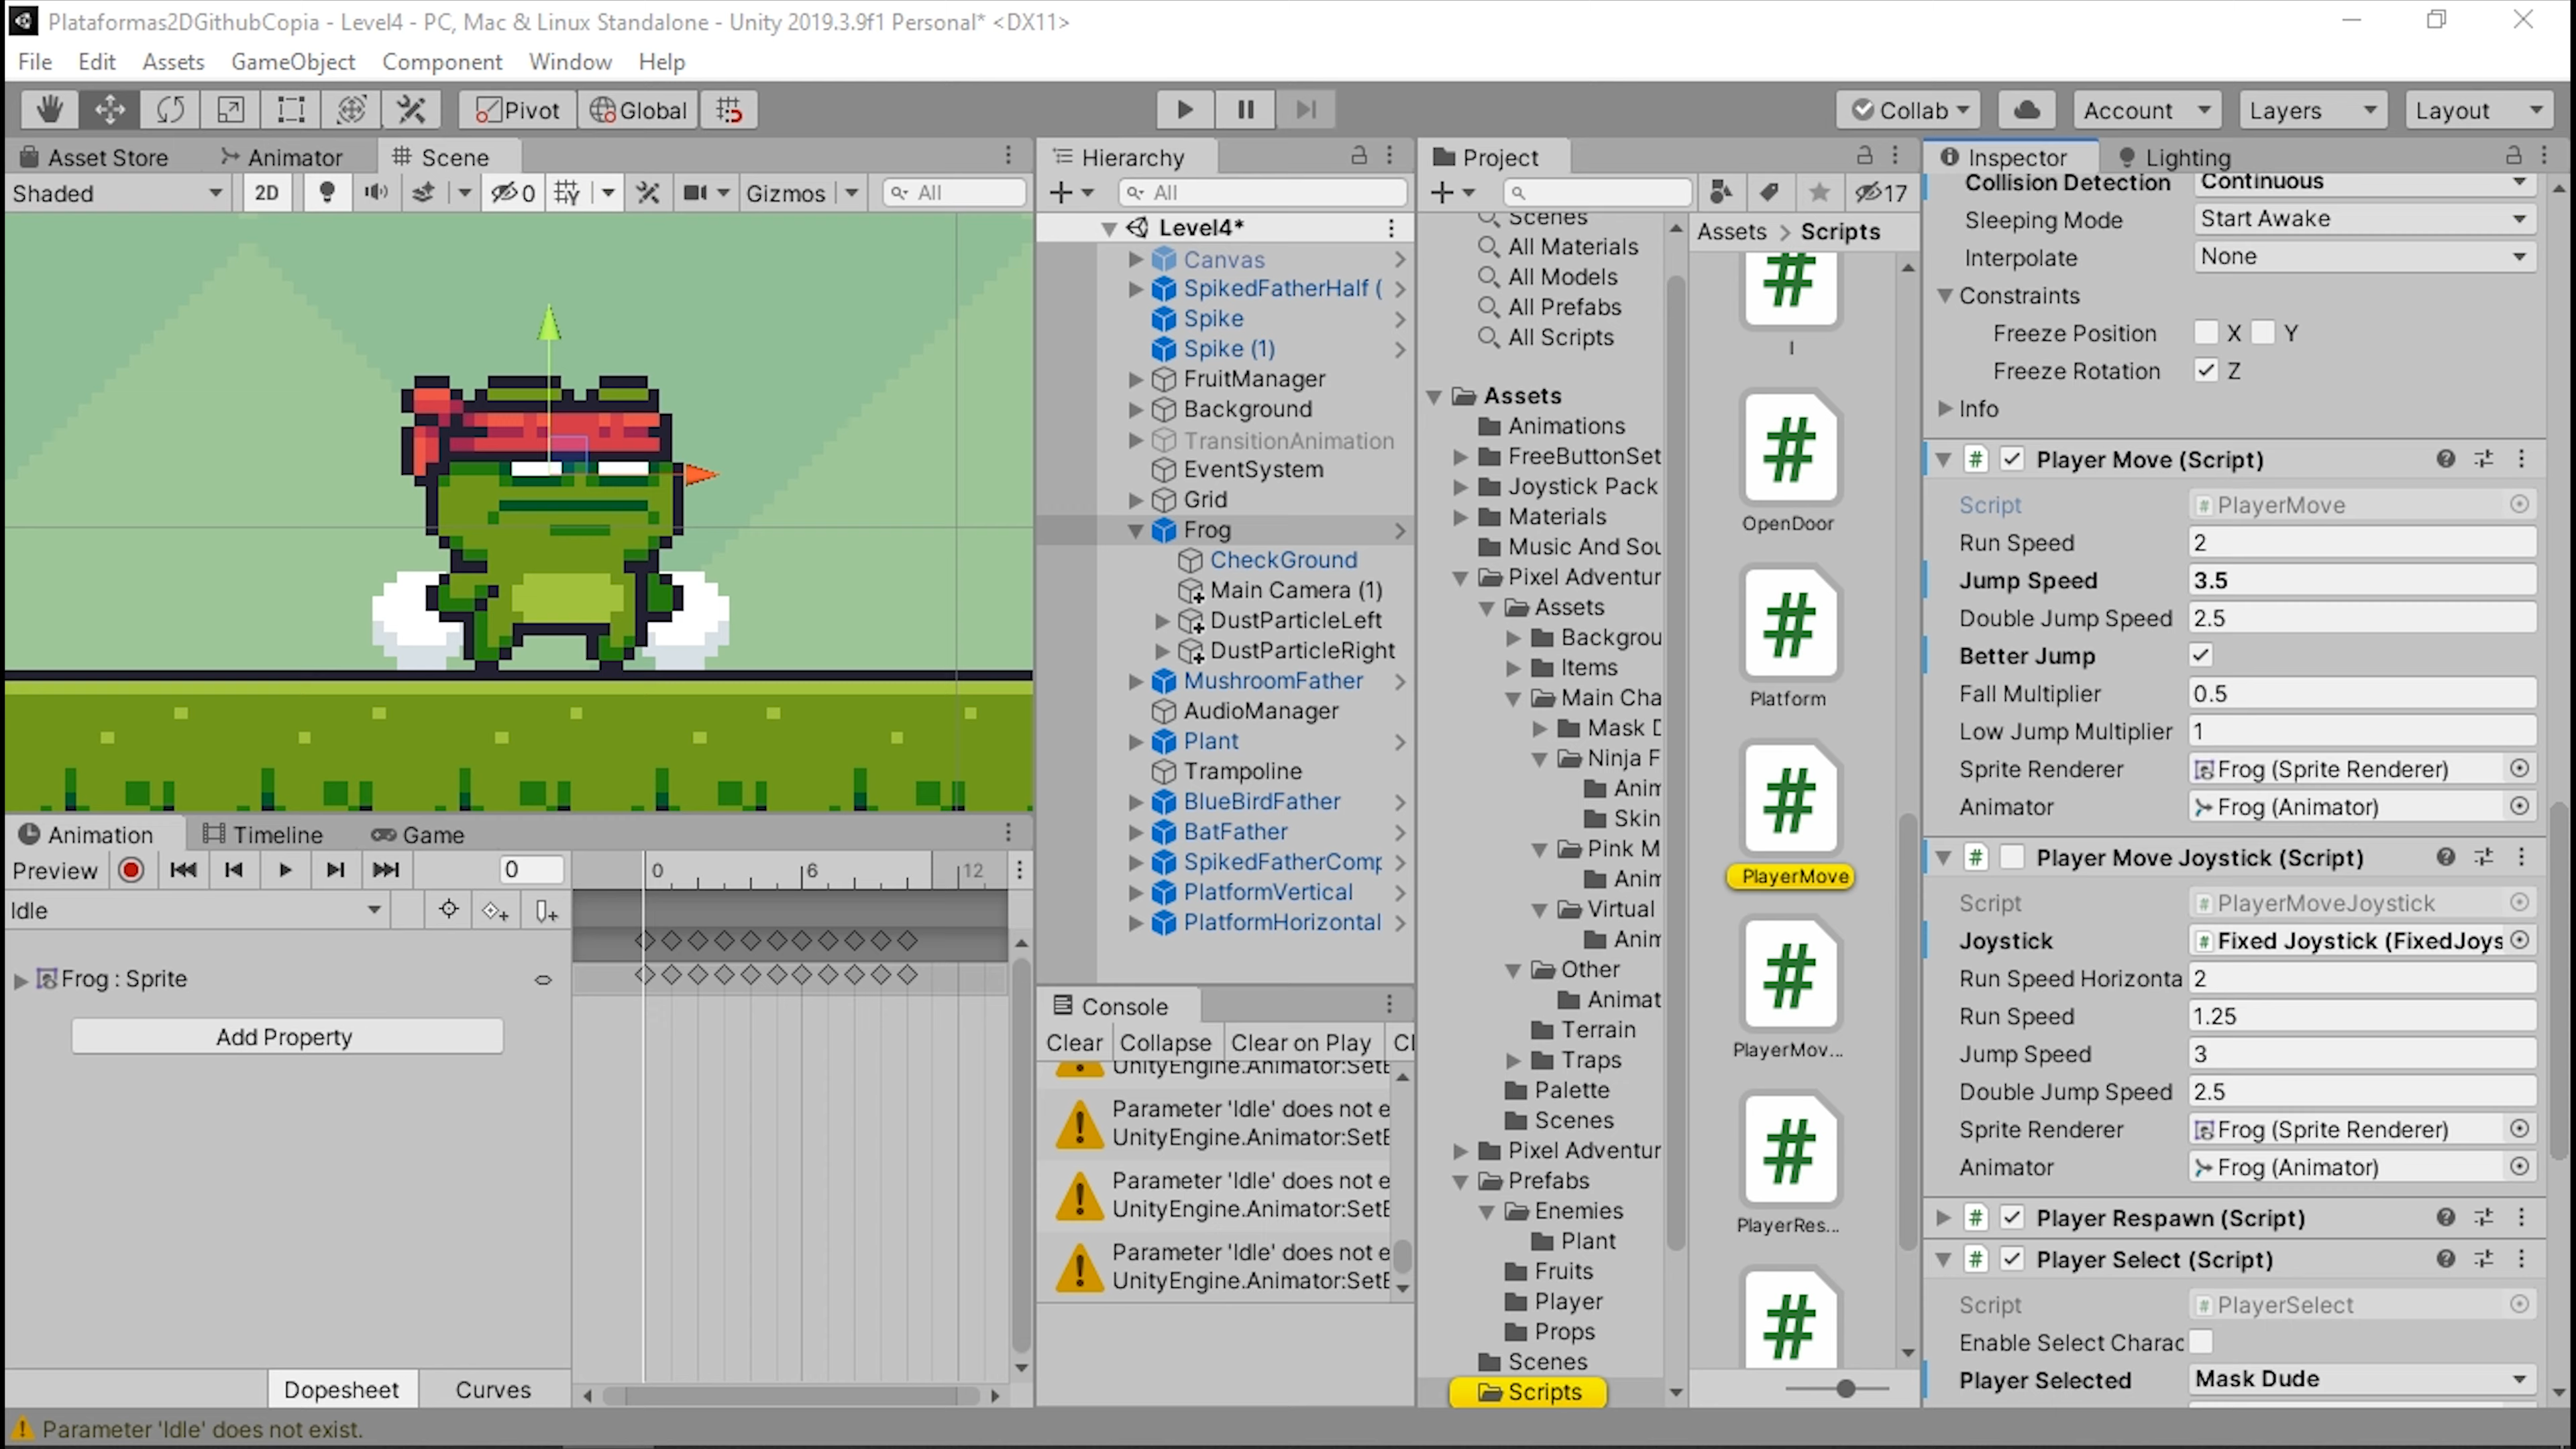 Plataformas2DGithubCopia - Level4 - PC, Mac & Linux Standalone - Unity 2019.3.9f1 Personal* <DX11>
File Edit Assets GameObject Component Window Help
Pivot Global Collab Account Layers Layout
Asset Store Animator Scene
Shaded 2D 0 Gizmos All
Hierarchy
All
Level4*
Canvas
SpikedFatherHalf (
Spike
Spike (1)
FruitManager
Background
TransitionAnimation
EventSystem
Grid
Frog
CheckGround
Main Camera (1)
DustParticleLeft
DustParticleRight
MushroomFather
AudioManager
Plant
Trampoline
BlueBirdFather
BatFather
SpikedFatherComp
PlatformVertical
PlatformHorizontal
Console
Clear Collapse Clear on Play Cl
UnityEngine.Animator:SetE
Parameter 'Idle' does not e
UnityEngine.Animator:SetE
Parameter 'Idle' does not e
UnityEngine.Animator:SetE
Parameter 'Idle' does not e
UnityEngine.Animator:SetE
Animation Timeline Game
Preview 0 0 6 12
Idle
Frog : Sprite
Add Property
Dopesheet Curves
Parameter 'Idle' does not exist.
Project
17
Scenes
All Materials
All Models
All Prefabs
All Scripts
Assets
Animations
FreeButtonSet
Joystick Pack
Materials
Music And Sou
Pixel Adventur
Assets
Backgrou
Items
Main Cha
Mask D
Ninja F
Anim
Skin
Pink M
Anim
Virtual
Anim
Other
Animat
Terrain
Traps
Palette
Scenes
Pixel Adventur
Prefabs
Enemies
Plant
Fruits
Player
Props
Scenes
Scripts
Assets > Scripts
OpenDoor
Platform
PlayerMove
PlayerMov...
PlayerRes...
Inspector Lighting
Collision Detection Continuous
Sleeping Mode Start Awake
Interpolate None
Constraints
Freeze Position X Y
Freeze Rotation Z
Info
Player Move (Script)
Script PlayerMove
Run Speed 2
Jump Speed 3.5
Double Jump Speed 2.5
Better Jump
Fall Multiplier 0.5
Low Jump Multiplier 1
Sprite Renderer Frog (Sprite Renderer)
Animator Frog (Animator)
Player Move Joystick (Script)
Script PlayerMoveJoystick
Joystick Fixed Joystick (FixedJoys
Run Speed Horizonta 2
Run Speed 1.25
Jump Speed 3
Double Jump Speed 2.5
Sprite Renderer Frog (Sprite Renderer)
Animator Frog (Animator)
Player Respawn (Script)
Player Select (Script)
Script PlayerSelect
Enable Select Charac
Player Selected Mask Dude